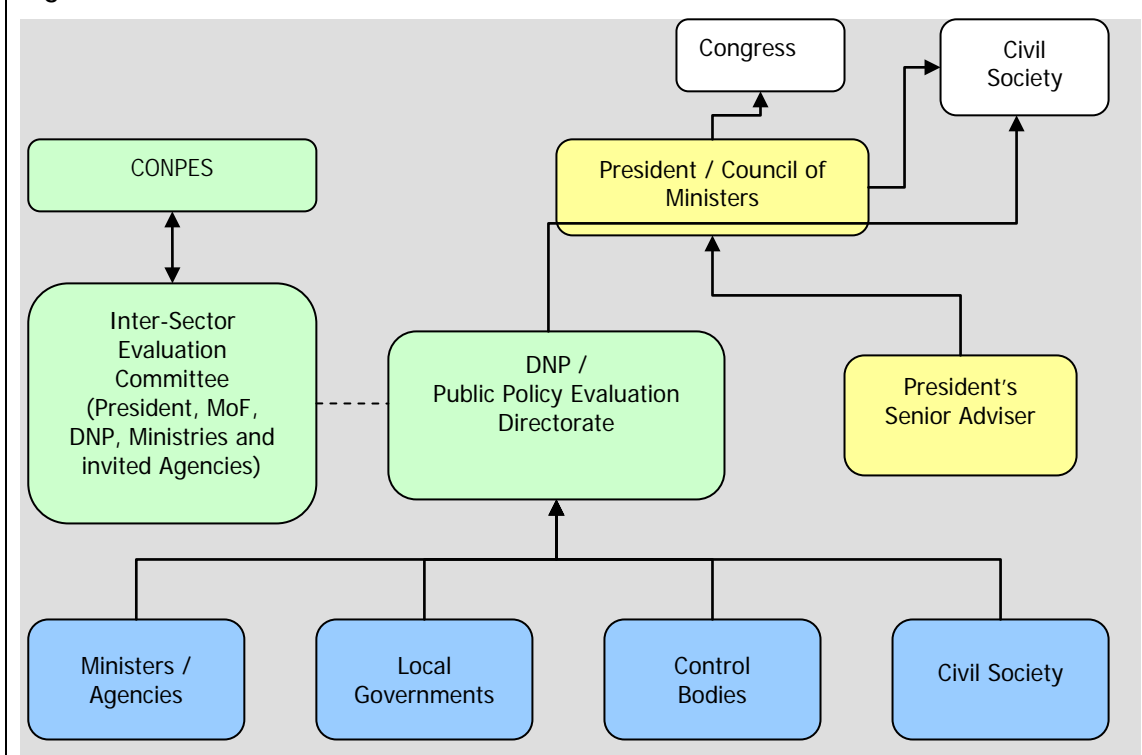 Congress
Civil
Society
CONPES
President / Council of
Ministers
Inter-Sector
Evaluation
Committee
(President, MoF,
DNP, Ministries and
invited Agencies)
DNP /
Public Policy Evaluation
Directorate
President's
Senior Adviser
Ministers /
Agencies
Local
Governments
Control
Bodies
Civil Society